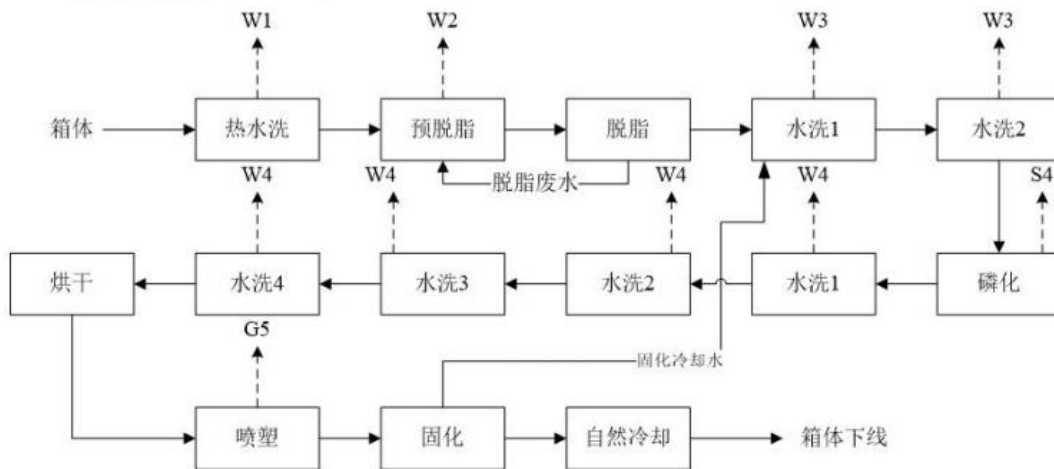 W1 W2 W3 W3
箱体 热水洗 预脱脂 脱脂 水洗1 水洗2
脱脂废水
W4 W4 W4 W4 S4
烘干 水洗4 水洗3 水洗2 水洗1 磷化
G5
固化冷却水
喷塑 固化 自然冷却 箱体下线